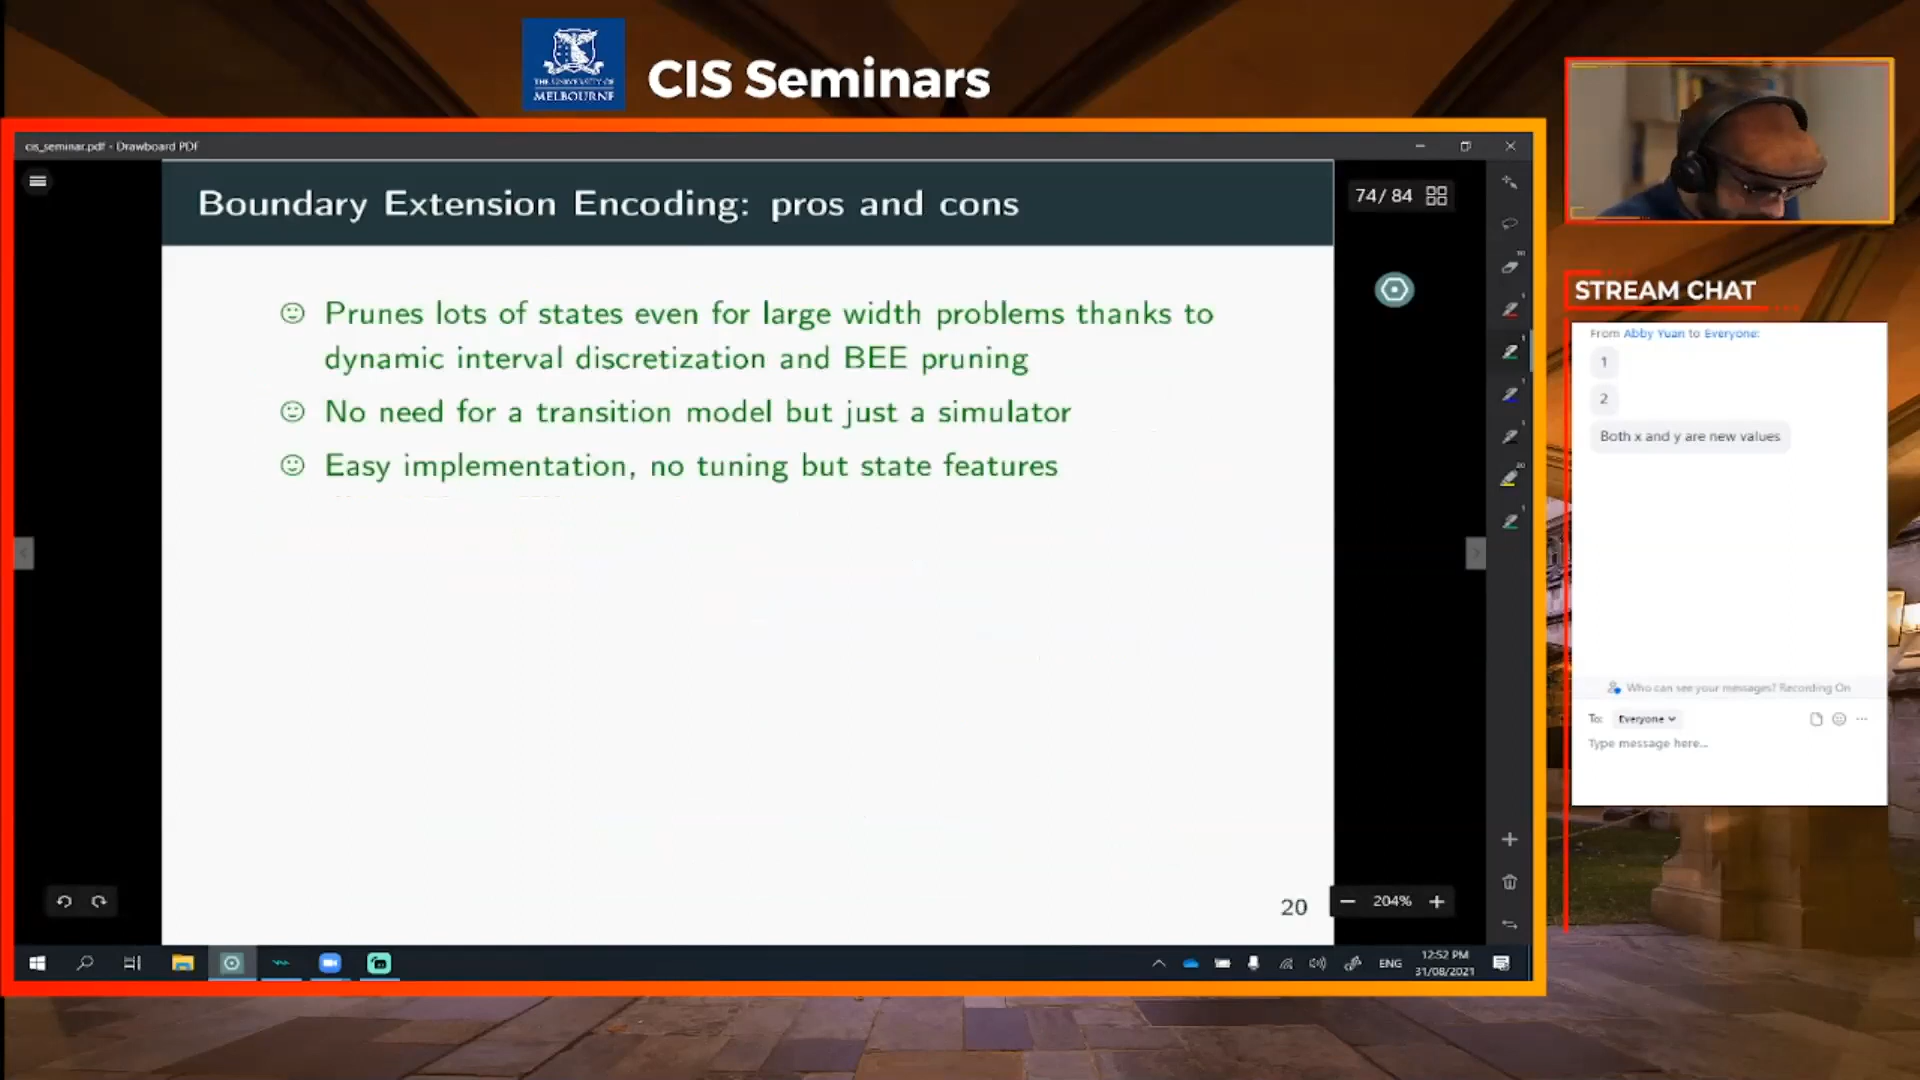 THE UNIVERSITY OF
MELBOURNE
CIS Seminars
cis_seminar.pdf - Drawboard PDF
Boundary Extension Encoding: pros and cons
74/ 84
Prunes lots of states even for large width problems thanks to
dynamic interval discretization and BEE pruning
No need for a transition model but just a simulator
Easy implementation, no tuning but state features
20
204%
ENG
12:52 PM
31/08/2021
STREAM CHAT
From Abby Yuan to Everyone:
1
2
Both x and y are new values
Who can see your messages? Recording On
To: Everyone
Type message here...